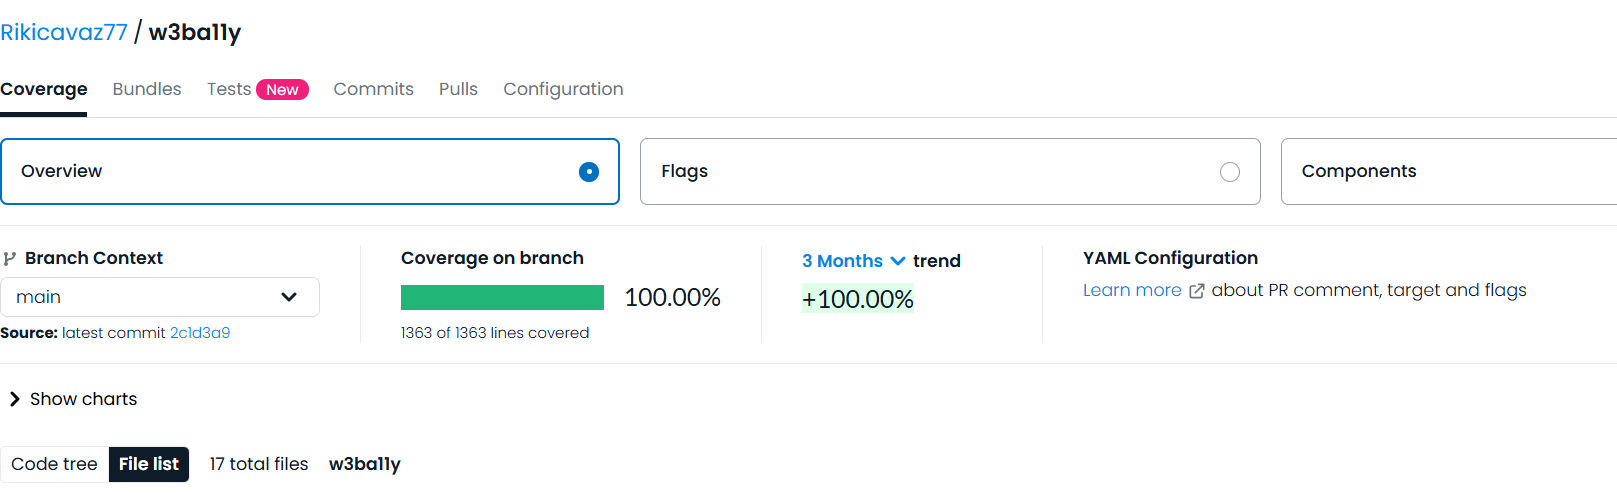 Rikicavaz77 / w3ba11y
Coverage Bundles Tests New Commits Pulls Configuration
Overview Flags Components
Branch Context
main
Source: latest commit 2c1d3a9
Coverage on branch
100.00%
1363 of 1363 lines covered
3 Months trend
+100.00%
YAML Configuration
Learn more about PR comment, target and flags
Show charts
Code tree File list 17 total files w3ba11y